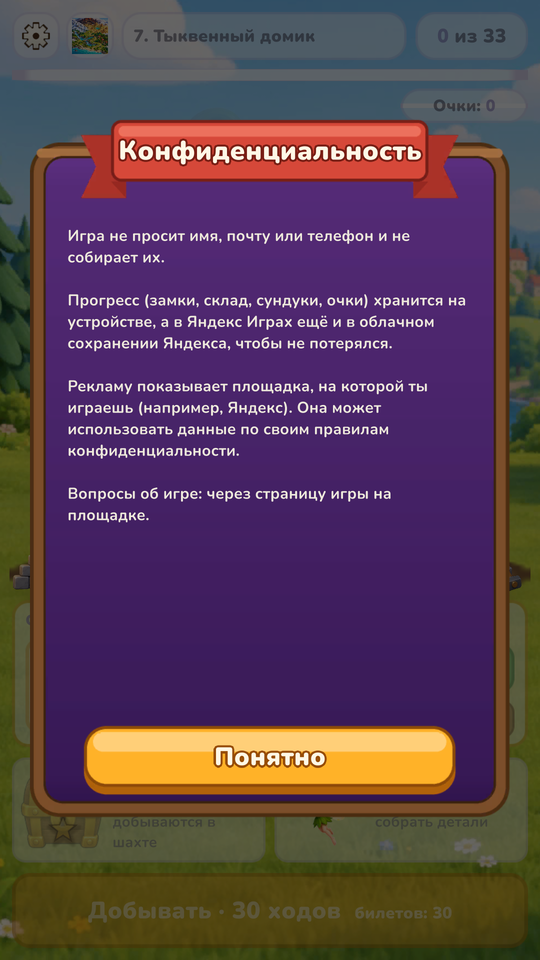 7. Тыквенный домик
0 из 33
Очки: 0
Конфиденциальность
Игра не просит имя, почту или телефон и не
собирает их.
Прогресс (замки, склад, сундуки, очки) хранится на
устройстве, а в Яндекс Играх ещё и в облачном
сохранении Яндекса, чтобы не потерялся.
Рекламу показывает площадка, на которой ты
играешь (например, Яндекс). Она может
использовать данные по своим правилам
конфиденциальности.
Вопросы об игре: через страницу игры на
площадке.
Понятно
добываются в
шахте
собрать детали
Добывать · 30 ходов билетов: 30